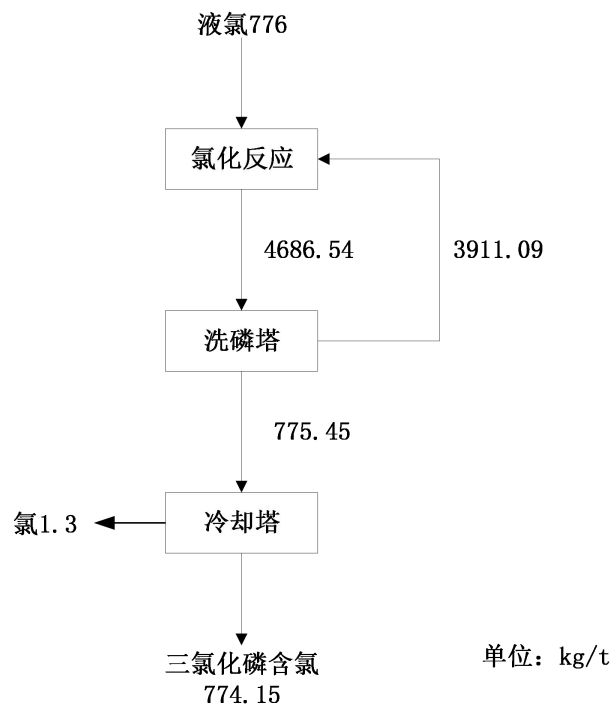 液氯776
氯化反应
4686.54
3911.09
洗磷塔
775.45
氯1.3
冷却塔
三氯化磷含氯
774.15
单位：kg/t